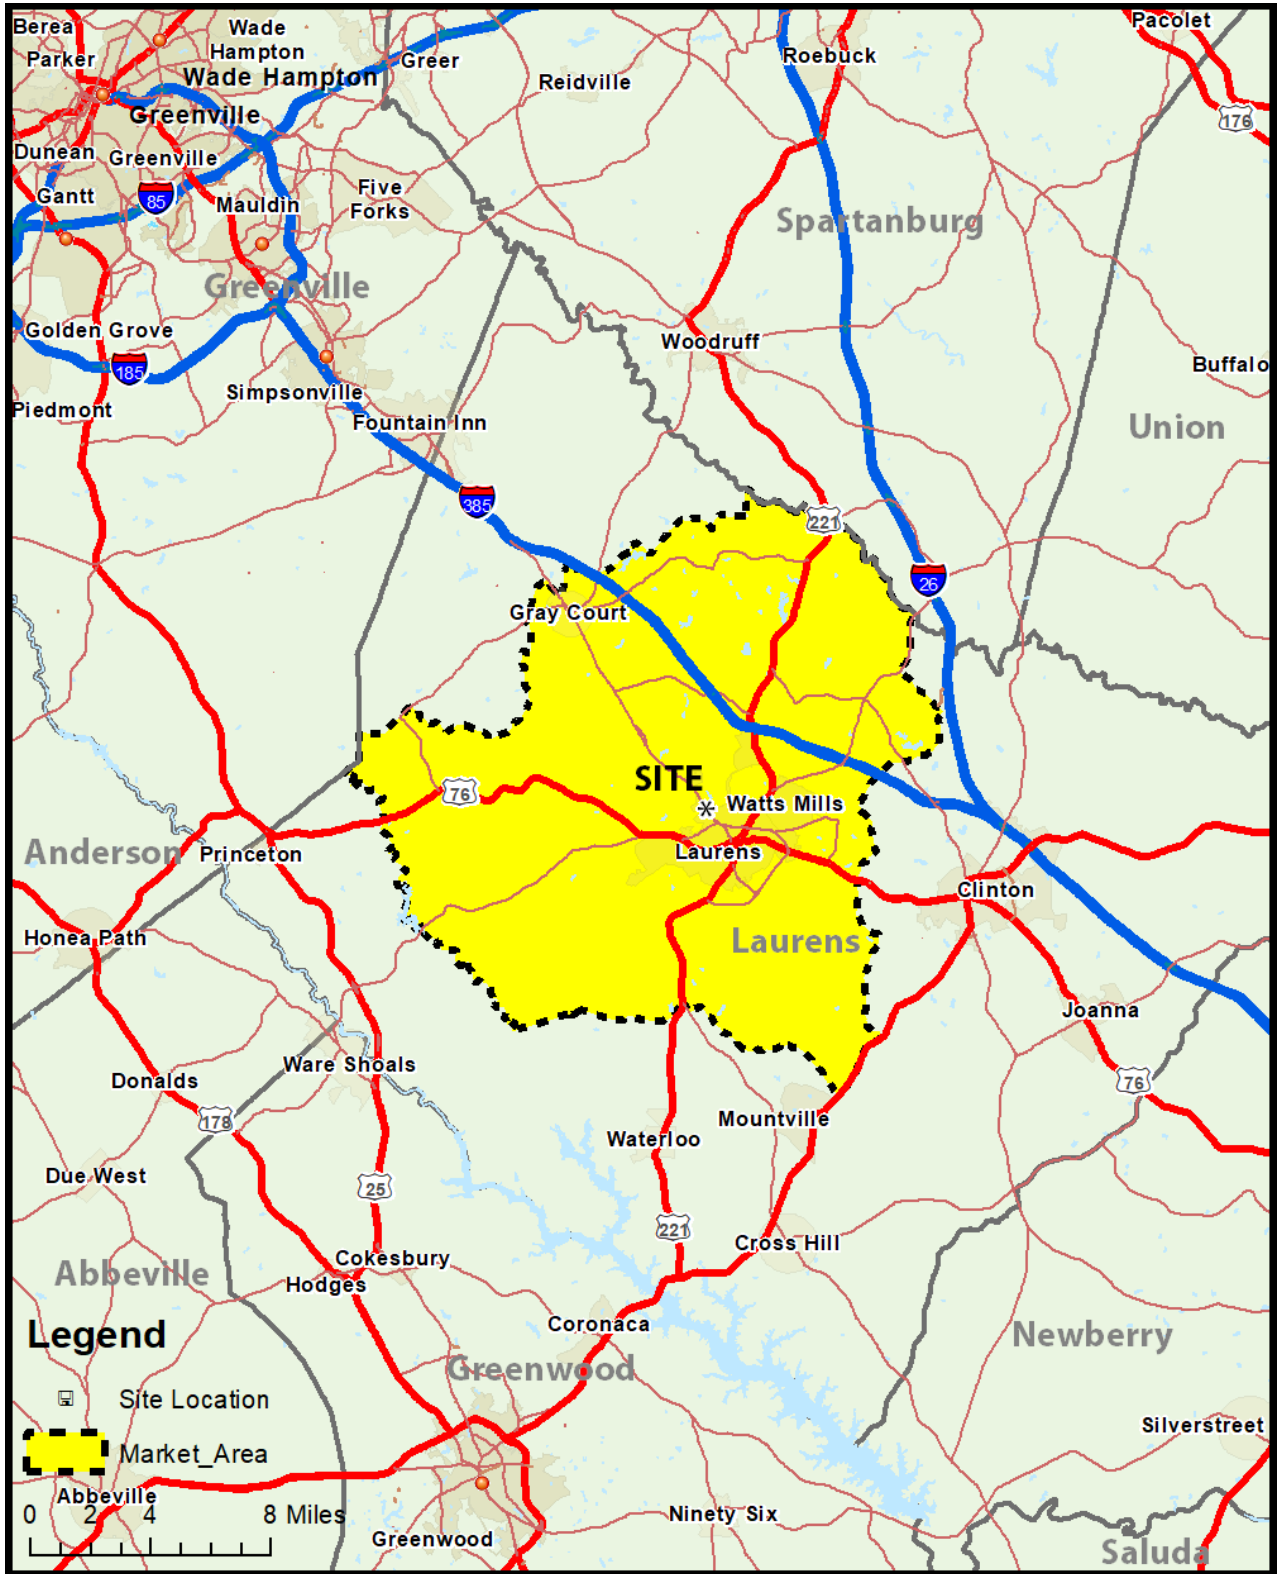 Berea
Wade
Hampton
Pacolet
Parker
Greer
Roebuck
Wade Hampton
Reidville
Greenville
176
Dunean
Greenville
Five
Forks
Gantt
85
Mauldin
Spartanburg
Greenville
Golden Grove
Woodruff
185
Buffalo
Simpsonville
Piedmont
Fountain Inn
Union
385
221
26
Gray Court
SITE
76
Watts Mills
Anderson
Princeton
Laurens
Clinton
Honea Path
Laurens
Joanna
Ware Shoals
Donalds
76
178
Mountville
Waterloo
Due West
25
221
Cross Hill
Cokesbury
Abbeville
Hodges
Coronaca
Legend
Newberry
Greenwood
Site Location
Silverstreet
Market_Area
Abbeville
0 2 4 8 Miles
Ninety Six
Greenwood
Saluda